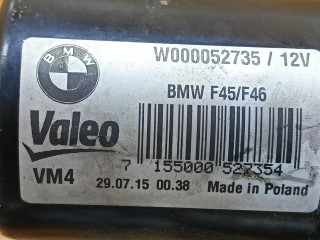 BMW
W000052735 / 12V
BMW F45/F46
Valeo
7 155000 527354
VM4
29.07.15 00.38 Made in Poland